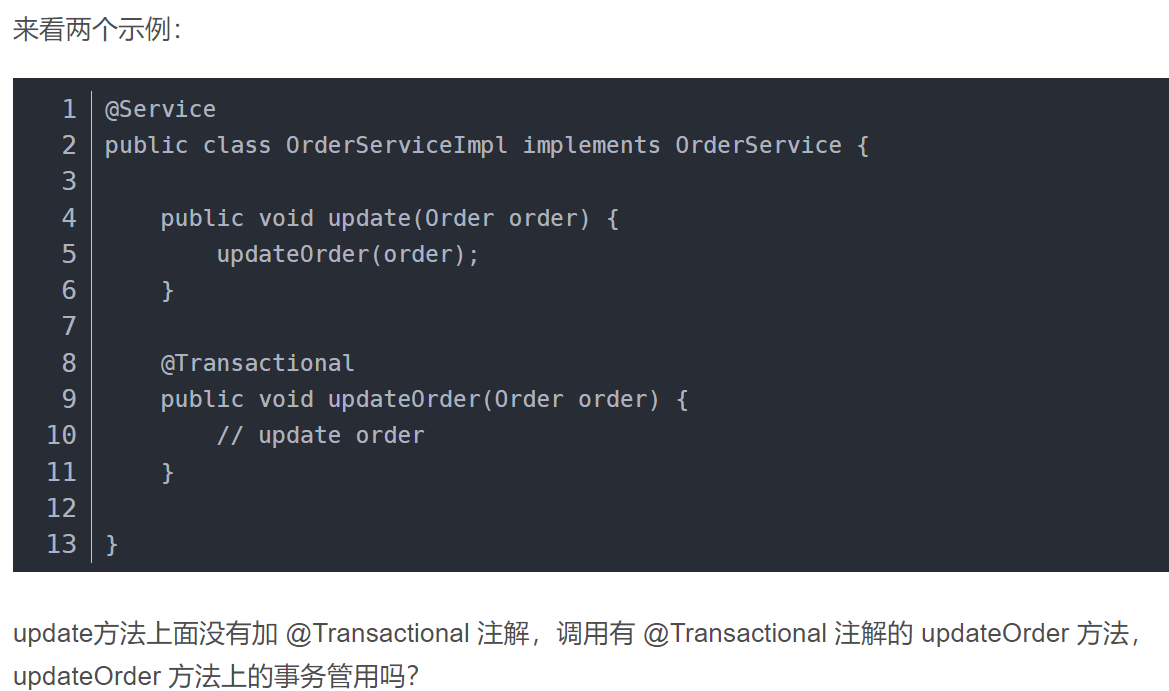 来看两个示例：
1 @Service
2 public class OrderServiceImpl implements OrderService {
3
4     public void update(Order order) {
5         updateOrder(order);
6     }
7
8     @Transactional
9     public void updateOrder(Order order) {
10         // update order
11     }
12
13 }
update方法上面没有加 @Transactional 注解，调用有 @Transactional 注解的 updateOrder 方法，
updateOrder 方法上的事务管用吗？